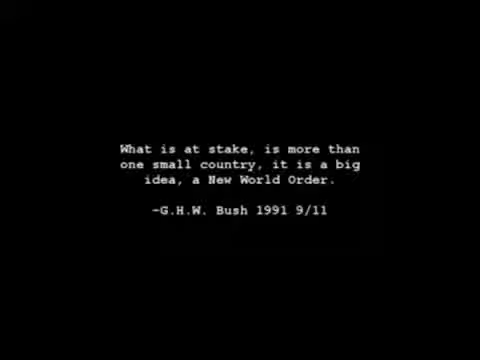 What is at stake, is more than
one small country, it is a big
idea, a New World Order.
-G.H.W. Bush 1991 9/11